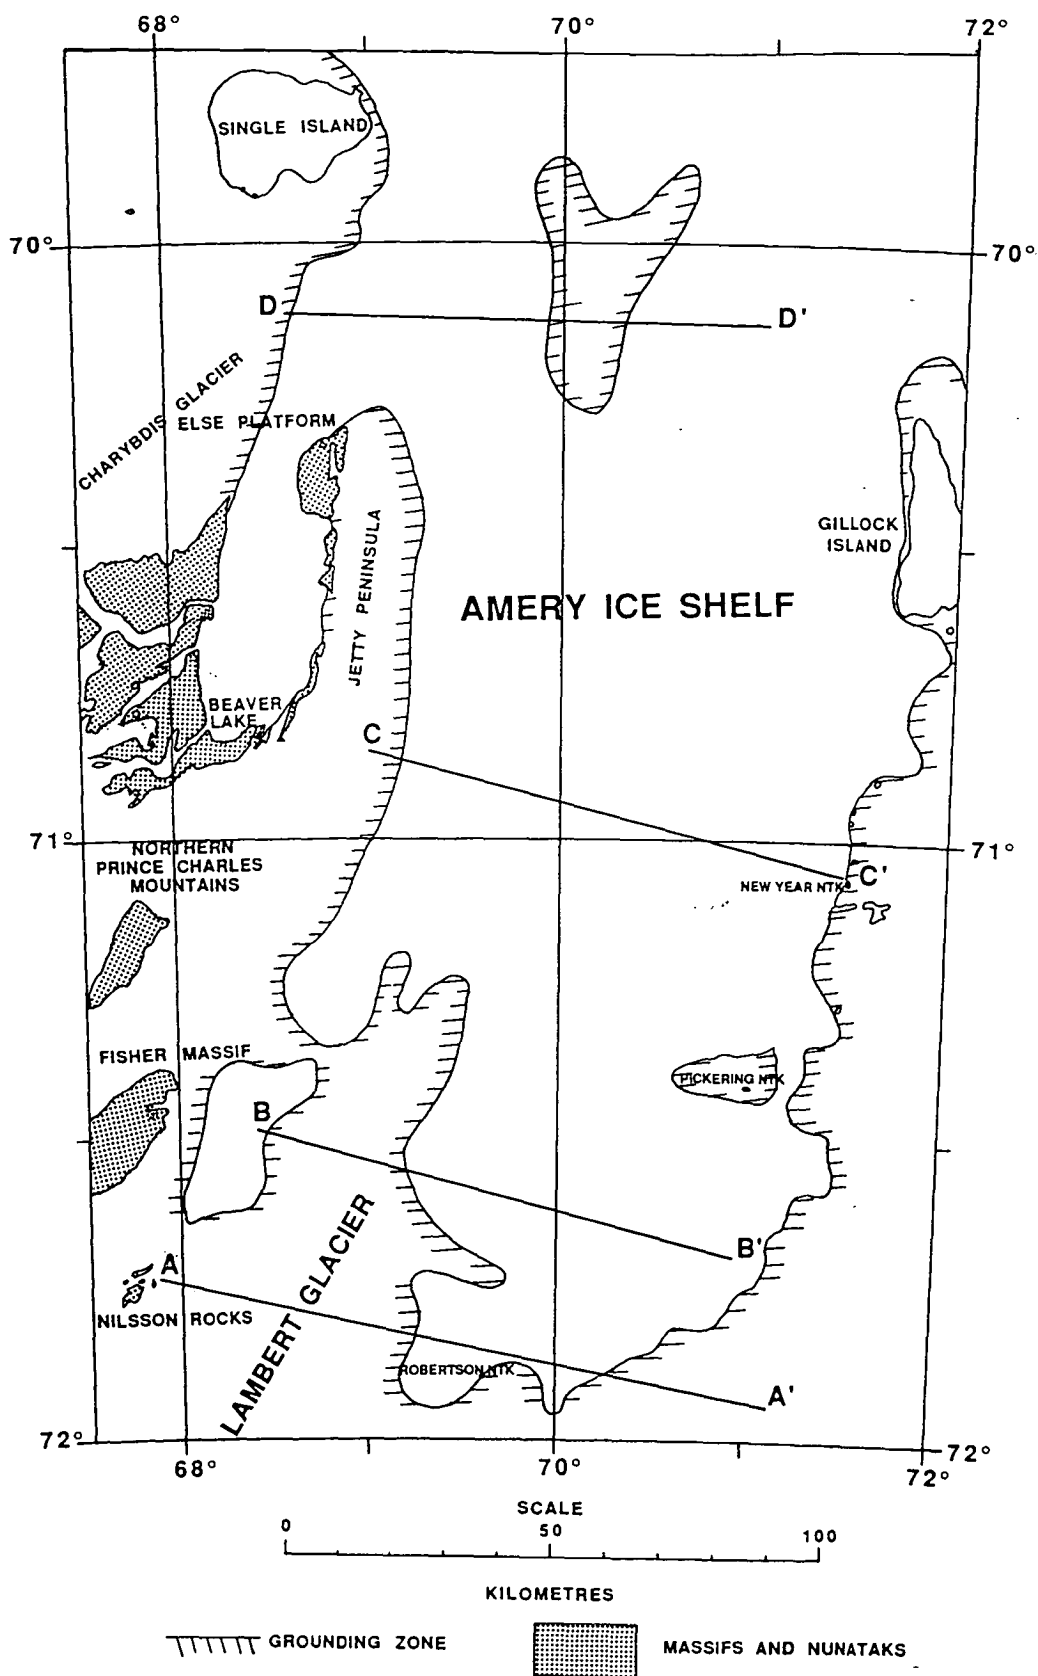 68° 70° 72°
SINGLE ISLAND
70° 70°
D D'
CHARYBDIS GLACIER
ELSE PLATFORM
GILLOCK
ISLAND
JETTY PENINSULA
AMERY ICE SHELF
BEAVER
LAKE
C
71° 71°
NORTHERN
PRINCE CHARLES
MOUNTAINS
C'
NEW YEAR NTK
FISHER MASSIF
PICKERING NTK
B
B'
A
NILSSON ROCKS
LAMBERT GLACIER
ROBERTSON NTK
A'
72° 72°
68° 70° 72°
SCALE
0 50 100
KILOMETRES
GROUNDING ZONE
MASSIFS AND NUNATAKS